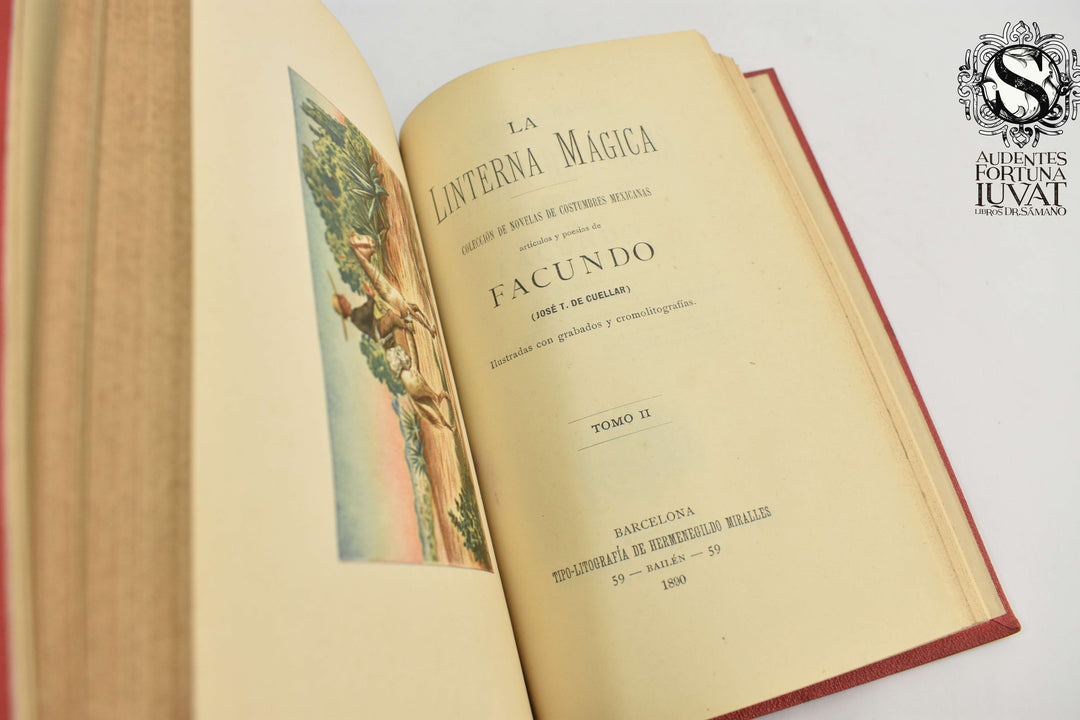 LA
LINTERNA MÁGICA
COLECCIÓN DE NOVELAS DE COSTUMBRES MEXICANAS
artículos y poesías de
FACUNDO
(JOSÉ T. DE CUELLAR)
Ilustradas con grabados y cromolitografías.
TOMO II
BARCELONA
TIPO-LITOGRAFÍA DE HERMENEGILDO MIRALLES
59 — BAILÉN — 59
1890
S
AUDENTES
FORTUNA
IUVAT
LIBROS DR. SÁMANO